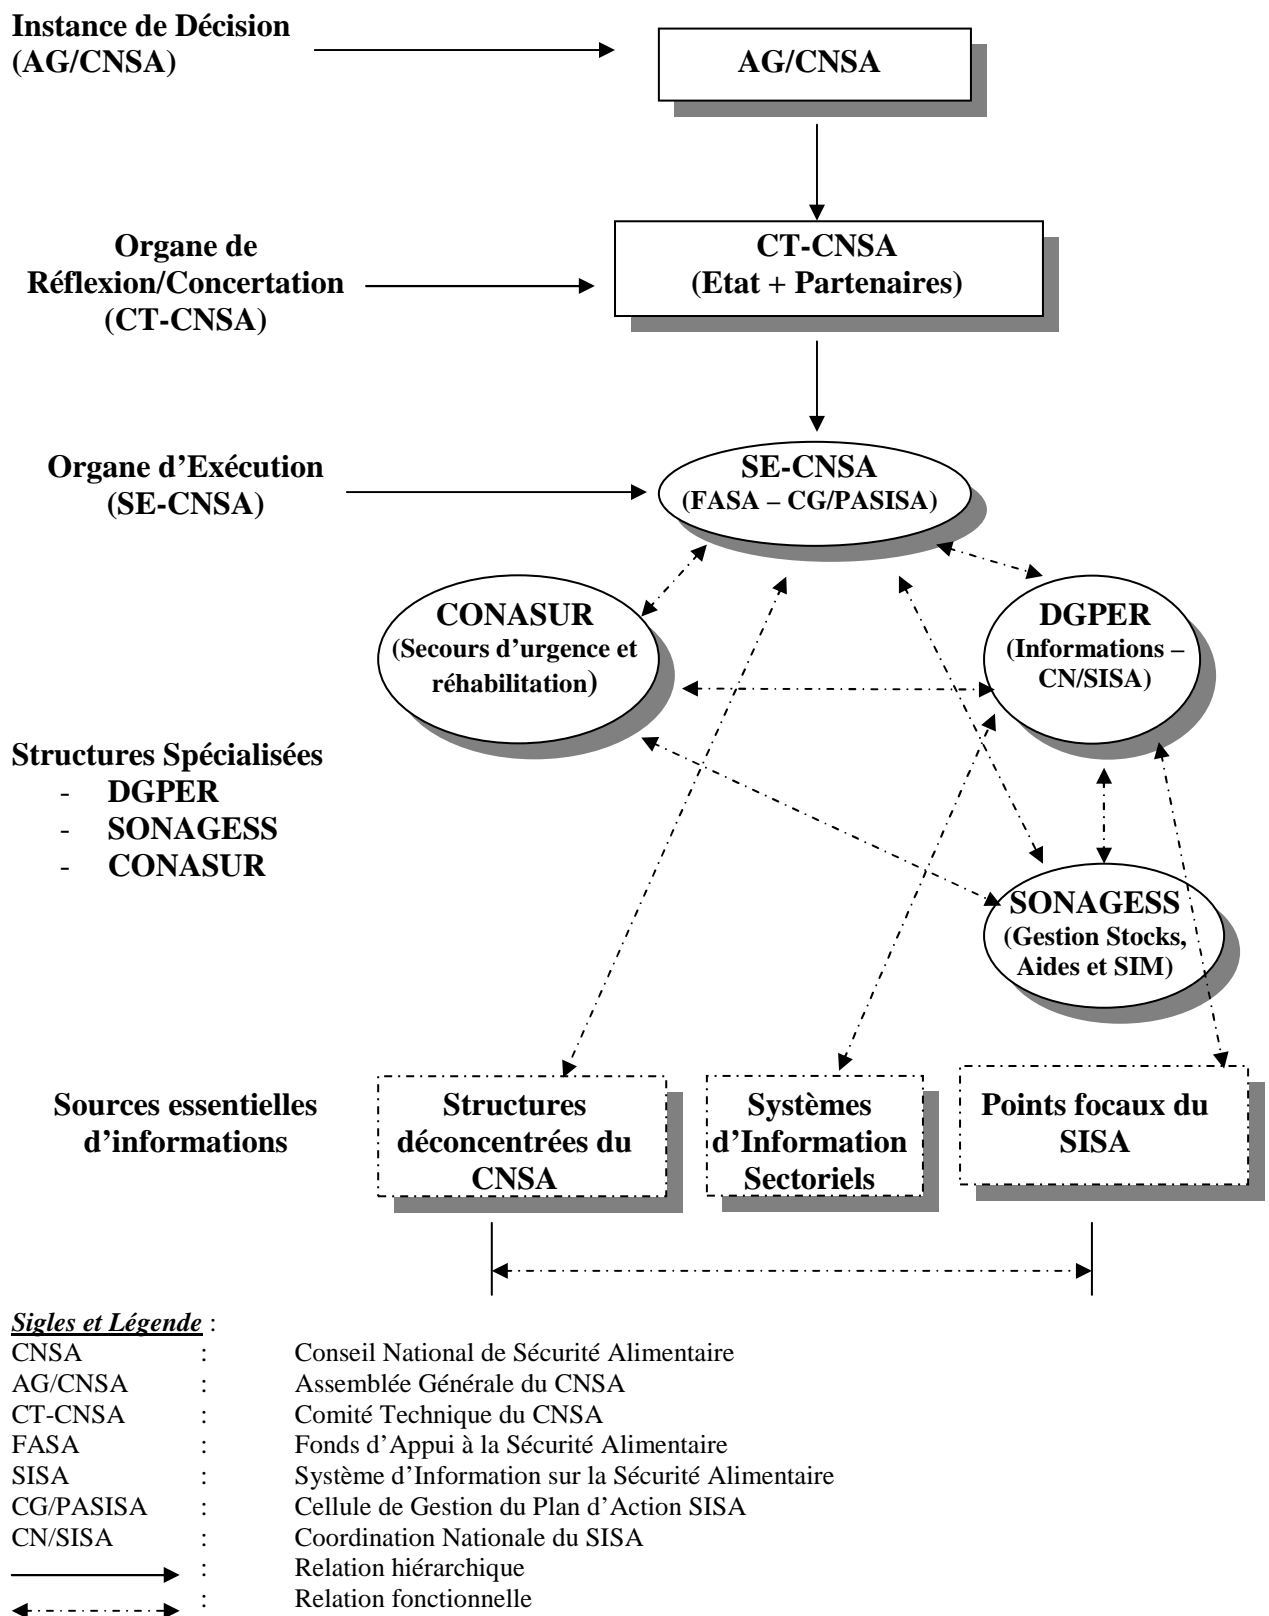 Instance de Décision
(AG/CNSA)
AG/CNSA
Organe de
Réflexion/Concertation
(CT-CNSA)
CT-CNSA
(Etat + Partenaires)
Organe d’Exécution
(SE-CNSA)
SE-CNSA
(FASA – CG/PASISA)
CONASUR
(Secours d’urgence et
réhabilitation)
DGPER
(Informations –
CN/SISA)
Structures Spécialisées
- DGPER
- SONAGESS
- CONASUR
SONAGESS
(Gestion Stocks,
Aides et SIM)
Sources essentielles
d’informations
Structures
déconcentrées du
CNSA
Systèmes
d’Information
Sectoriels
Points focaux du
SISA
Sigles et Légende :
CNSA : Conseil National de Sécurité Alimentaire
AG/CNSA : Assemblée Générale du CNSA
CT-CNSA : Comité Technique du CNSA
FASA : Fonds d’Appui à la Sécurité Alimentaire
SISA : Système d’Information sur la Sécurité Alimentaire
CG/PASISA : Cellule de Gestion du Plan d’Action SISA
CN/SISA : Coordination Nationale du SISA
: Relation hiérarchique
: Relation fonctionnelle